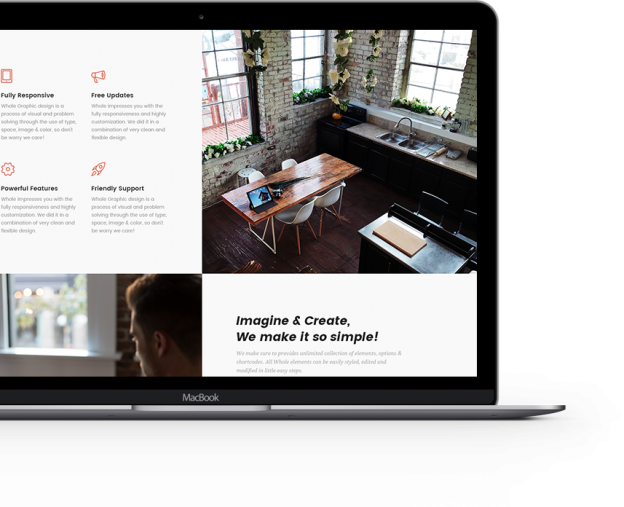 Fully Responsive
Whole Graphic design is a
process of visual and problem
solving through the use of type,
space, image & color, so don't
be worry we care!
Free Updates
Whole impresses you with the
fully responsiveness and highly
customization. We did it in a
combination of very clean and
flexible design.
Powerful Features
Whole impresses you with the
fully responsiveness and highly
customization. We did it in a
combination of very clean and
flexible design.
Friendly Support
Whole Graphic design is a
process of visual and problem
solving through the use of type,
space, image & color, so don't
be worry we care!
Imagine & Create,
We make it so simple!
We make sure to provides unlimited collection of elements, options &
shortcodes. All Whole elements can be easily styled, edited and
modified in little easy steps.
MacBook